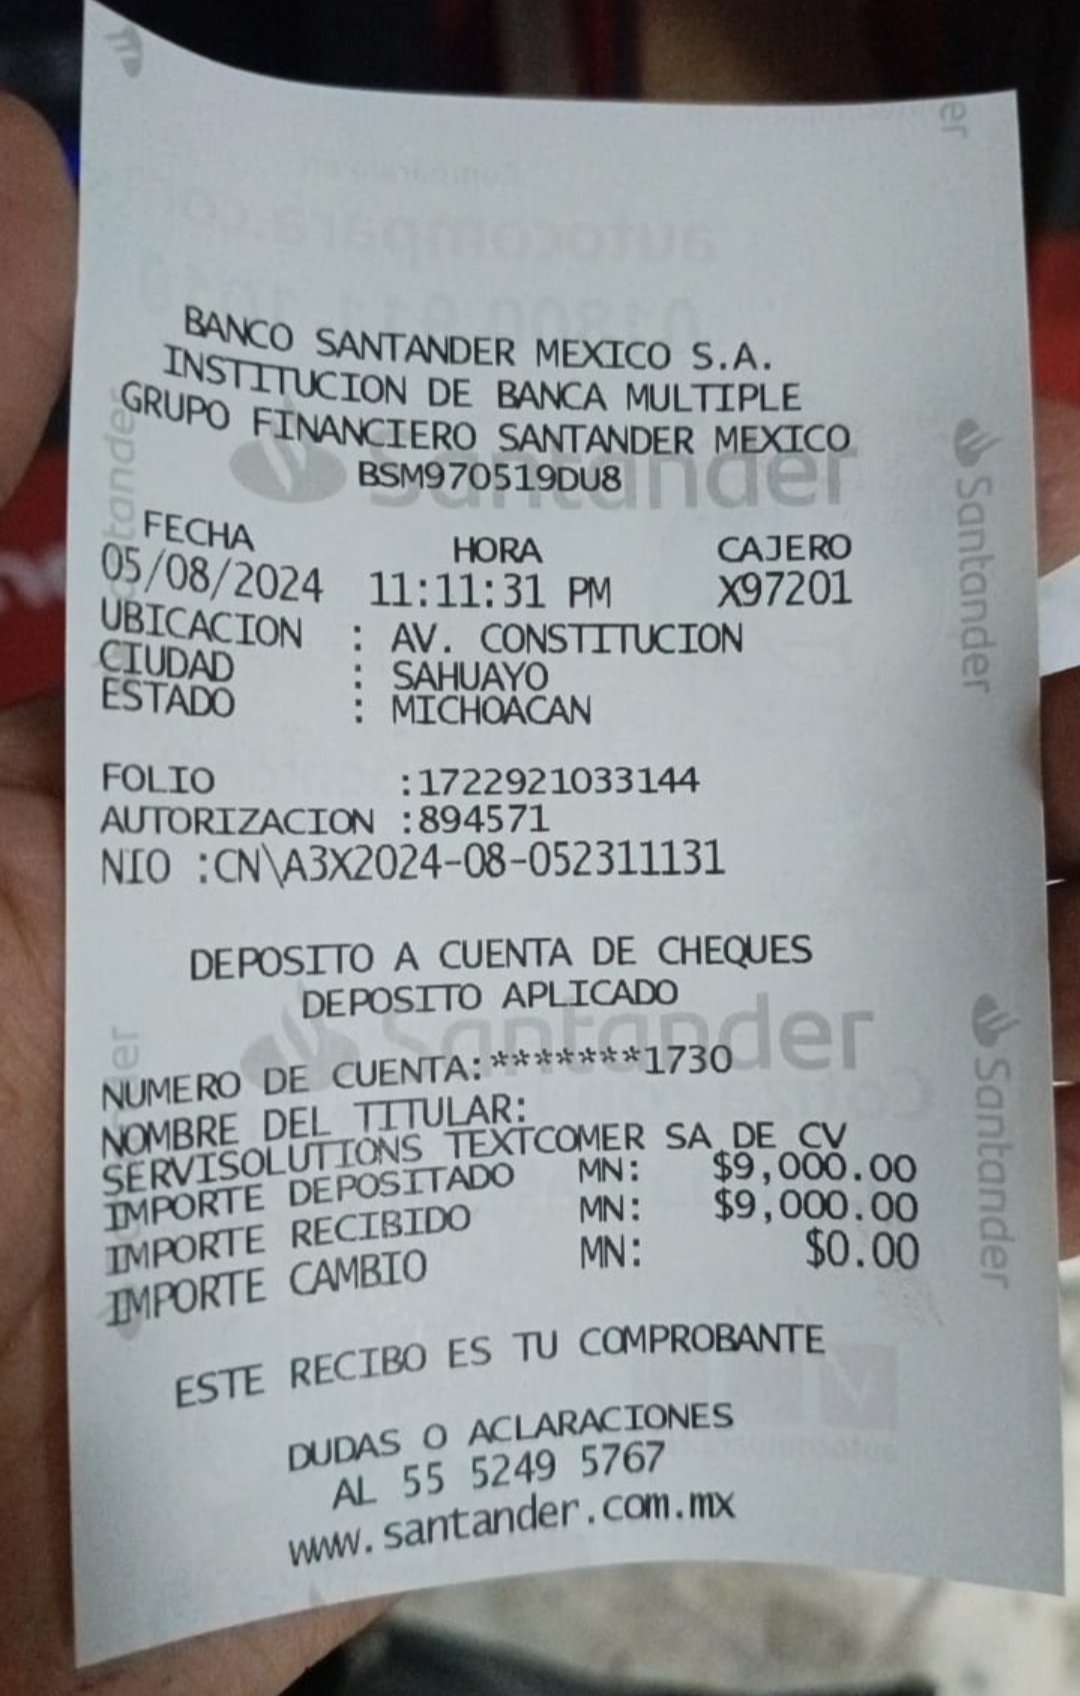 BANCO SANTANDER MEXICO S.A.
INSTITUCION DE BANCA MULTIPLE
GRUPO FINANCIERO SANTANDER MEXICO
BSM970519DU8
FECHA HORA CAJERO
05/08/2024 11:11:31 PM X97201
UBICACION : AV. CONSTITUCION
CIUDAD : SAHUAYO
ESTADO : MICHOACAN
FOLIO :1722921033144
AUTORIZACION :894571
NIO :CN\A3X2024-08-052311131
DEPOSITO A CUENTA DE CHEQUES
DEPOSITO APLICADO
NUMERO DE CUENTA:*******1730
NOMBRE DEL TITULAR:
SERVISOLUTIONS TEXTCOMER SA DE CV
IMPORTE DEPOSITADO MN: $9,000.00
IMPORTE RECIBIDO MN: $9,000.00
IMPORTE CAMBIO MN: $0.00
ESTE RECIBO ES TU COMPROBANTE
DUDAS O ACLARACIONES
AL 55 5249 5767
www.santander.com.mx
Santander
Santander
Santander
Santander